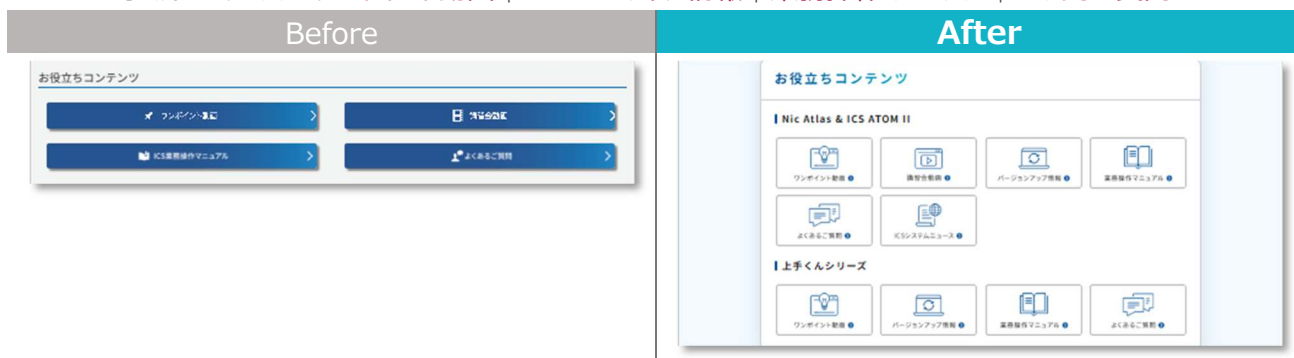 Before
After
お役立ちコンテンツ
ワンポイント動画
講習会動画
ICS業務操作マニュアル
よくあるご質問
お役立ちコンテンツ
Nic Atlas & ICS ATOM II
ワンポイント動画
講習会動画
バージョンアップ情報
業務操作マニュアル
よくあるご質問
ICSシステムニュース
上手くんシリーズ
ワンポイント動画
バージョンアップ情報
業務操作マニュアル
よくあるご質問